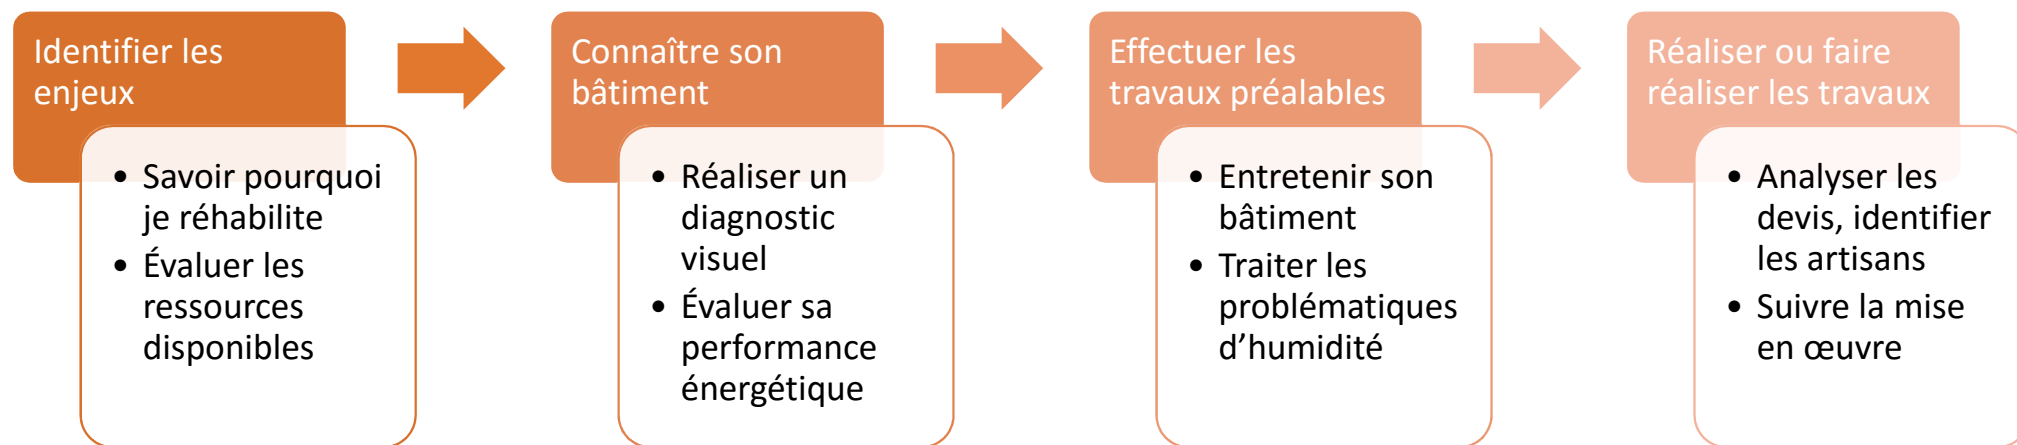 Identifier les
enjeux
• Savoir pourquoi
je réhabilite
• Évaluer les
ressources
disponibles
Connaître son
bâtiment
• Réaliser un
diagnostic
visuel
• Évaluer sa
performance
énergétique
Effectuer les
travaux préalables
• Entretenir son
bâtiment
• Traiter les
problématiques
d’humidité
Réaliser ou faire
réaliser les travaux
• Analyser les
devis, identifier
les artisans
• Suivre la mise
en œuvre